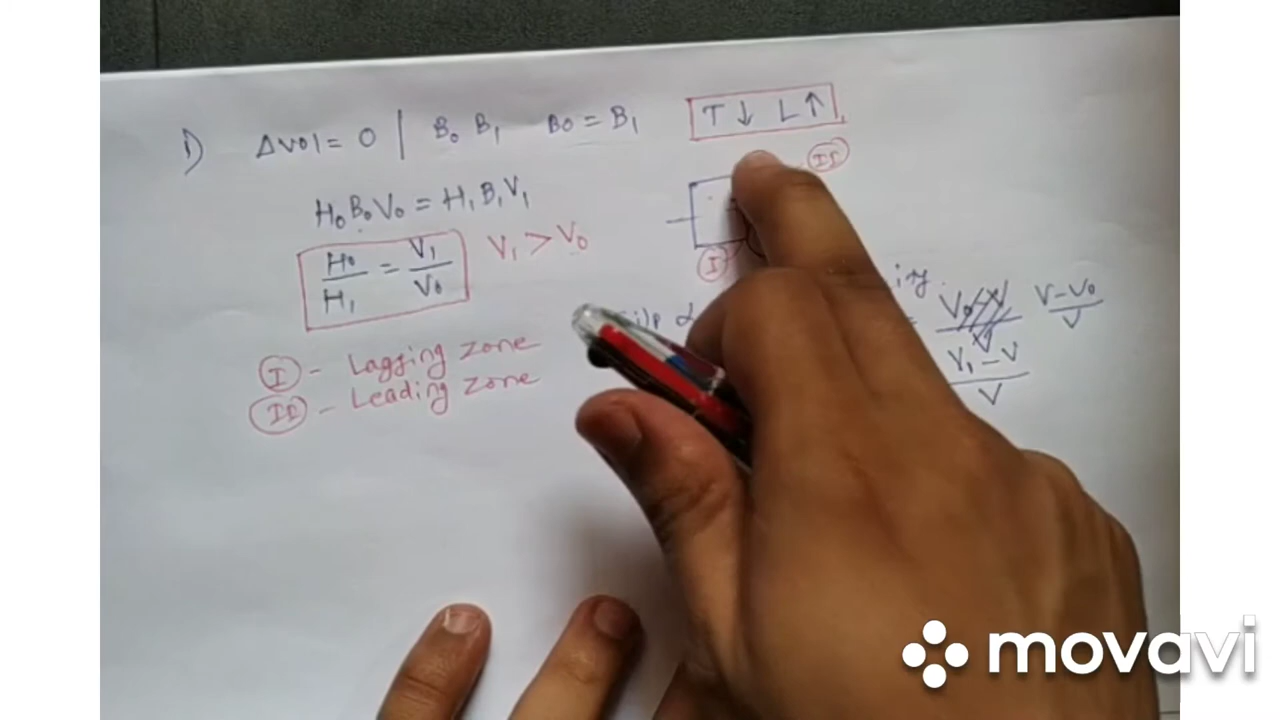 1) Δvol = 0 | B₀ B₁ B₀ = B₁
T ↓ L ↑
H₀B₀V₀ = H₁B₁V₁
II
H₀/H₁ = V₁/V₀ V₁ > V₀
I
V-V₀/V
V₁-V/V
I - Lagging zone
II - Leading zone
movavi